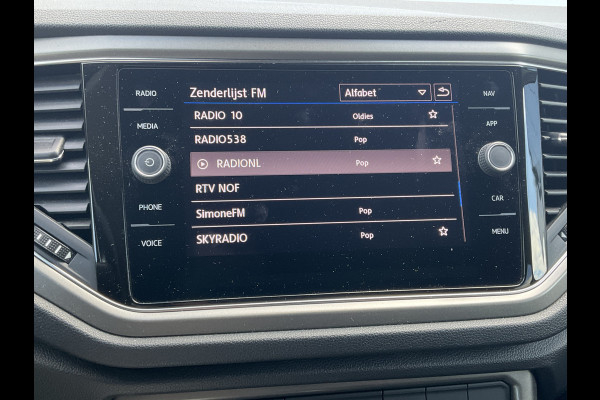 RADIO
Zenderlijst FM Alfabet
NAV
MEDIA
RADIO 10 Oldies
APP
RADIO538 Pop
RADIONL Pop
RTV NOF
PHONE
SimoneFM Pop
CAR
VOICE
SKYRADIO Pop
MENU